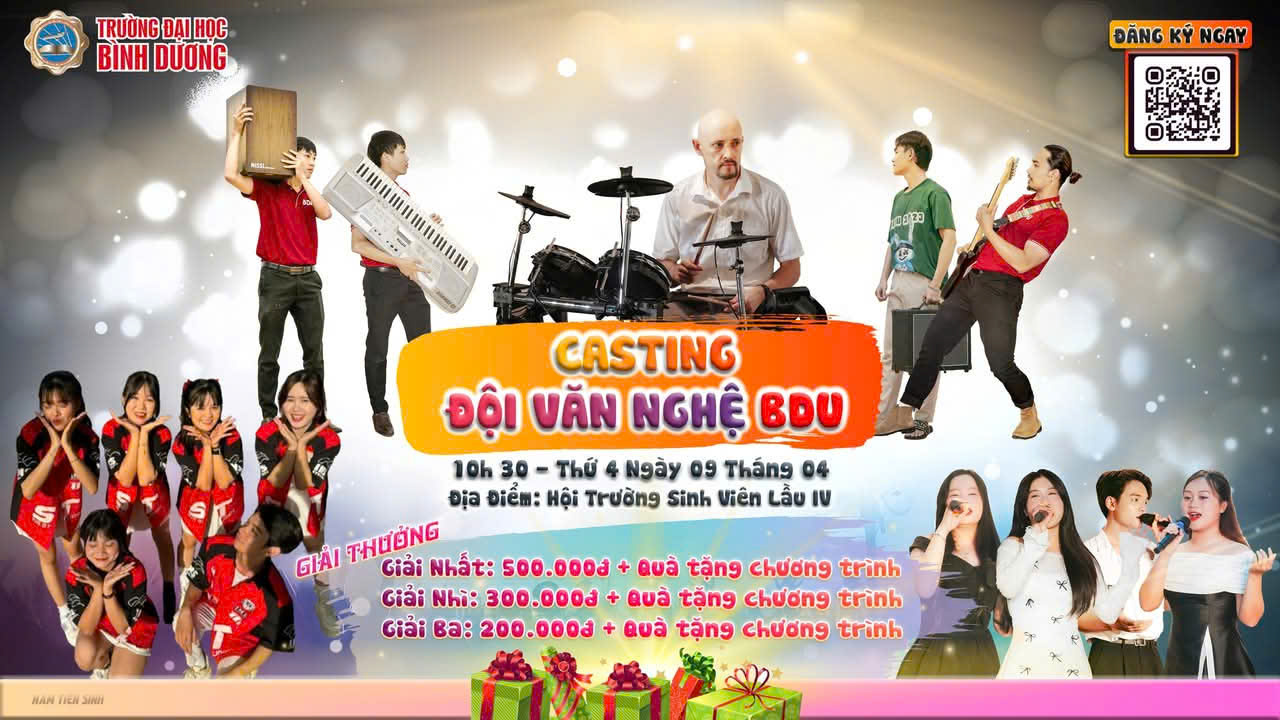 TRƯỜNG ĐẠI HỌC
BÌNH DƯƠNG
ĐĂNG KÝ NGAY
CASTING
ĐỘI VĂN NGHỆ BDU
10h 30 - Thứ 4 Ngày 09 Tháng 04
Địa Điểm: Hội Trường Sinh Viên Lầu IV
GIẢI THƯỞNG
Giải Nhất: 500.000đ + Quà tặng chương trình
Giải Nhì: 300.000đ + Quà tặng chương trình
Giải Ba: 200.000đ + Quà tặng chương trình
NAM TIẾN SINH